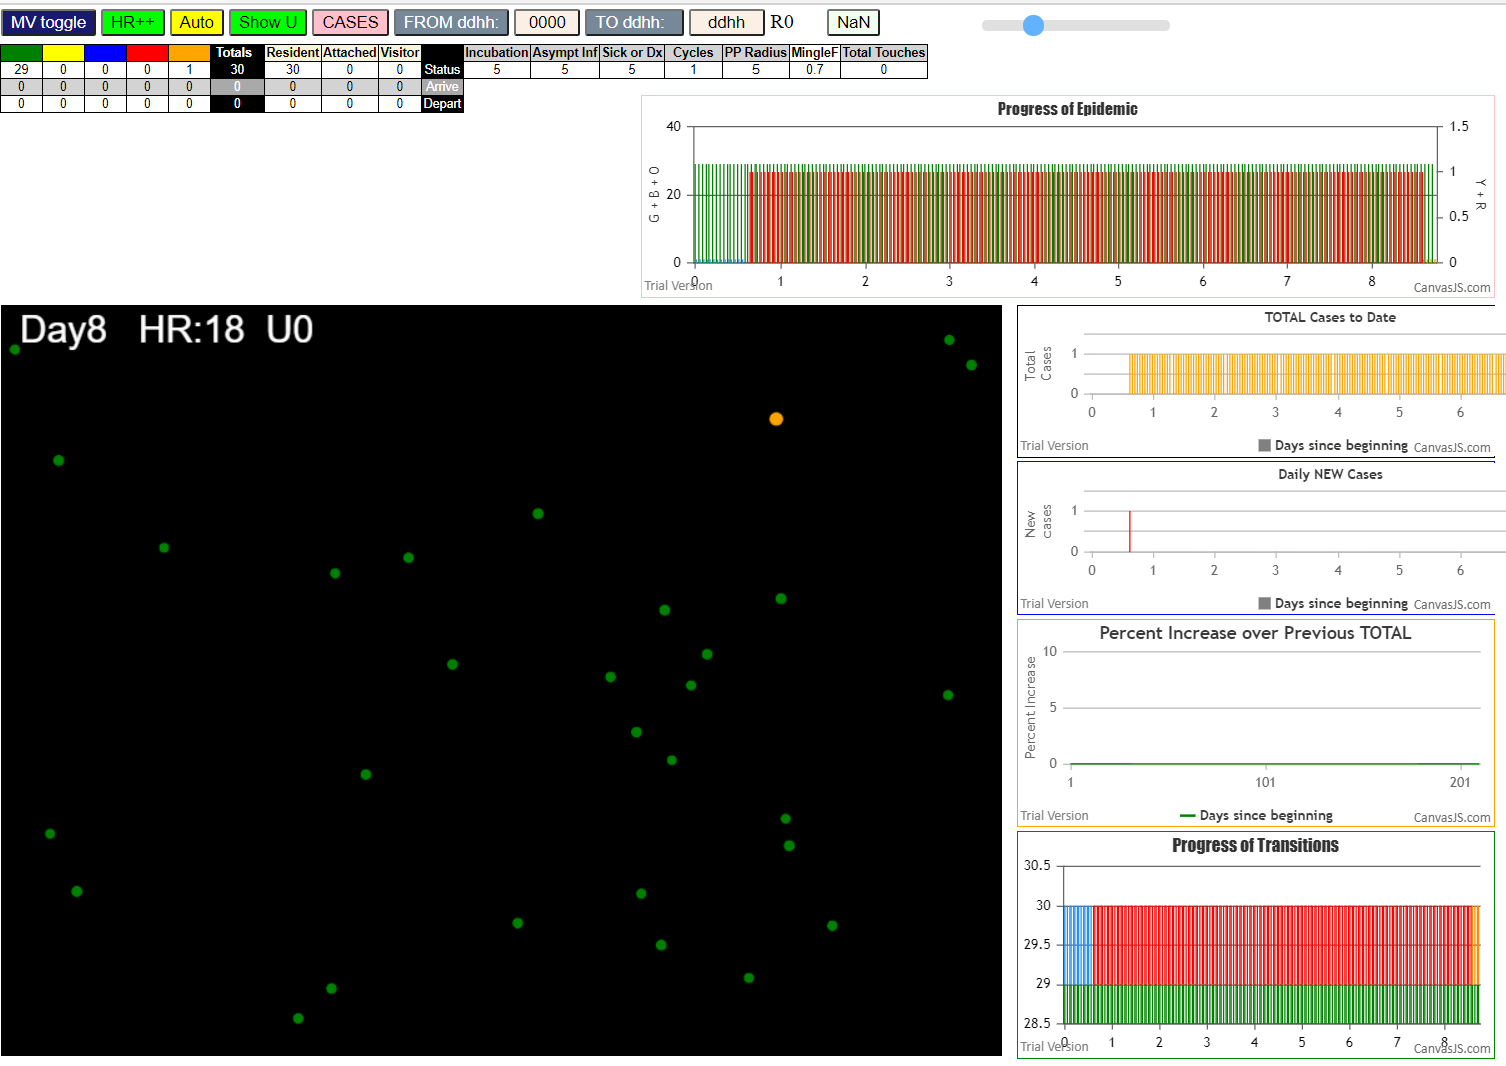 MV toggle HR++ Auto Show U CASES FROM ddhh: 0000 TO ddhh: ddhh R0 NaN
Totals Resident Attached Visitor Incubation Asympt Inf Sick or Dx Cycles PP Radius MingleF Total Touches
29 0 0 0 1 30 30 0 0 Status 5 5 5 1 5 0.7 0
0 0 0 0 0 0 0 0 0 Arrive
0 0 0 0 0 0 0 0 0 Depart
Progress of Epidemic
40 1.5
20 1
0.5
0 0
G + B + O
Y + R
0 1 2 3 4 5 6 7 8
Trial Version CanvasJS.com
Day8 HR:18 U0
TOTAL Cases to Date
Total
Cases
1
0
0 1 2 3 4 5 6
Days since beginning
Trial Version CanvasJS.com
Daily NEW Cases
New
cases
1
0
0 1 2 3 4 5 6
Days since beginning
Trial Version CanvasJS.com
Percent Increase over Previous TOTAL
Percent Increase
10
5
0
1 101 201
Days since beginning
Trial Version CanvasJS.com
Progress of Transitions
30.5
30
29.5
29
28.5
0 1 2 3 4 5 6 7 8
Trial Version CanvasJS.com